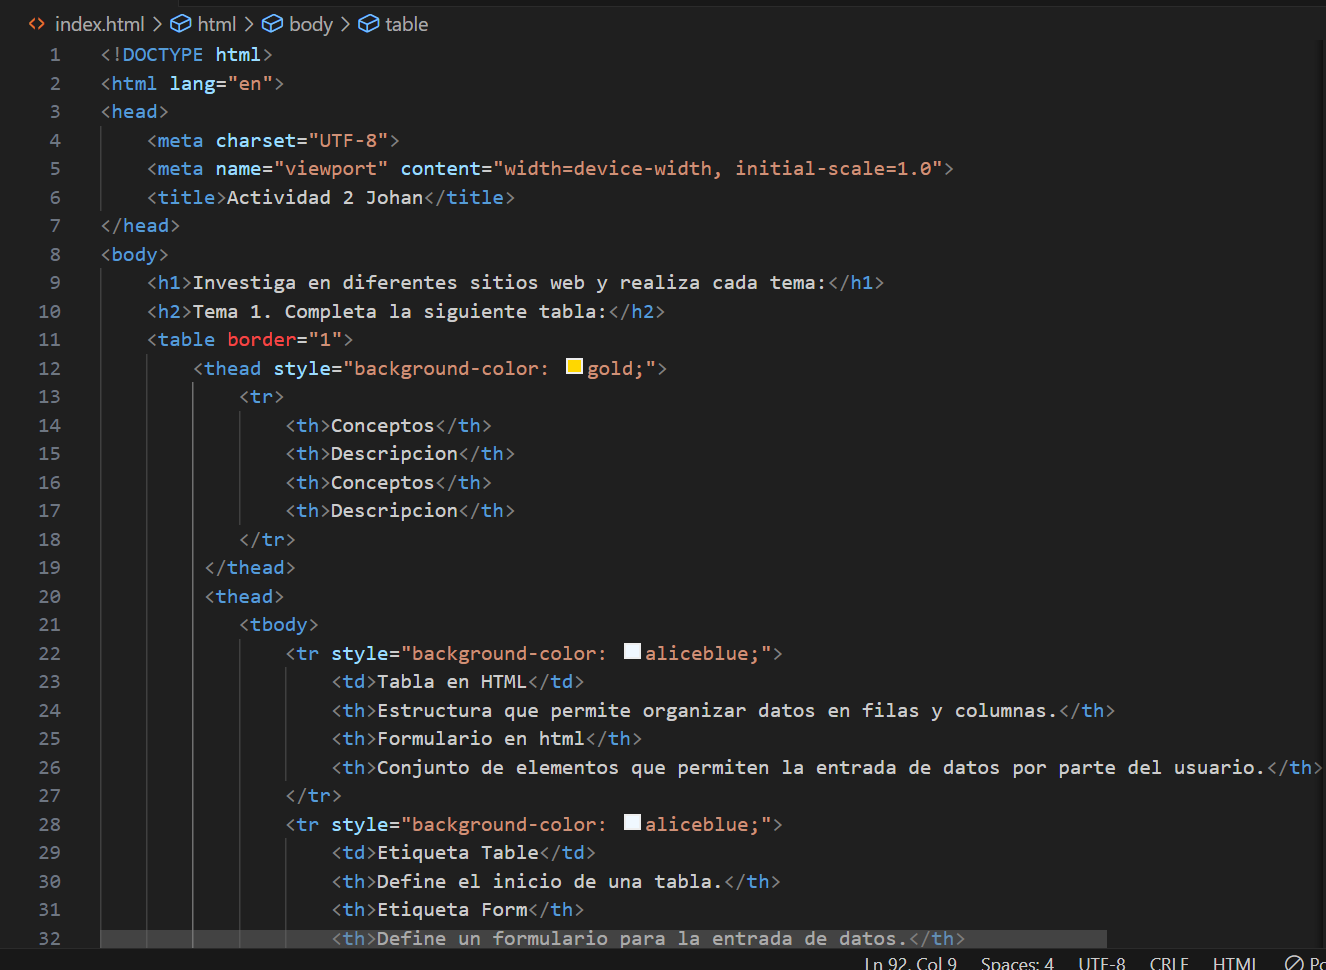 index.html > html > body > table
1 <!DOCTYPE html>
2 <html lang="en">
3 <head>
4 <meta charset="UTF-8">
5 <meta name="viewport" content="width=device-width, initial-scale=1.0">
6 <title>Actividad 2 Johan</title>
7 </head>
8 <body>
9 <h1>Investiga en diferentes sitios web y realiza cada tema:</h1>
10 <h2>Tema 1. Completa la siguiente tabla:</h2>
11 <table border="1">
12 <thead style="background-color: gold;">
13 <tr>
14 <th>Conceptos</th>
15 <th>Descripcion</th>
16 <th>Conceptos</th>
17 <th>Descripcion</th>
18 </tr>
19 </thead>
20 <thead>
21 <tbody>
22 <tr style="background-color: aliceblue;">
23 <td>Tabla en HTML</td>
24 <th>Estructura que permite organizar datos en filas y columnas.</th>
25 <th>Formulario en html</th>
26 <th>Conjunto de elementos que permiten la entrada de datos por parte del usuario.</th>
27 </tr>
28 <tr style="background-color: aliceblue;">
29 <td>Etiqueta Table</td>
30 <th>Define el inicio de una tabla.</th>
31 <th>Etiqueta Form</th>
32 <th>Define un formulario para la entrada de datos.</th>
Ln 92, Col 9 Spaces: 4 UTF-8 CRLF HTML